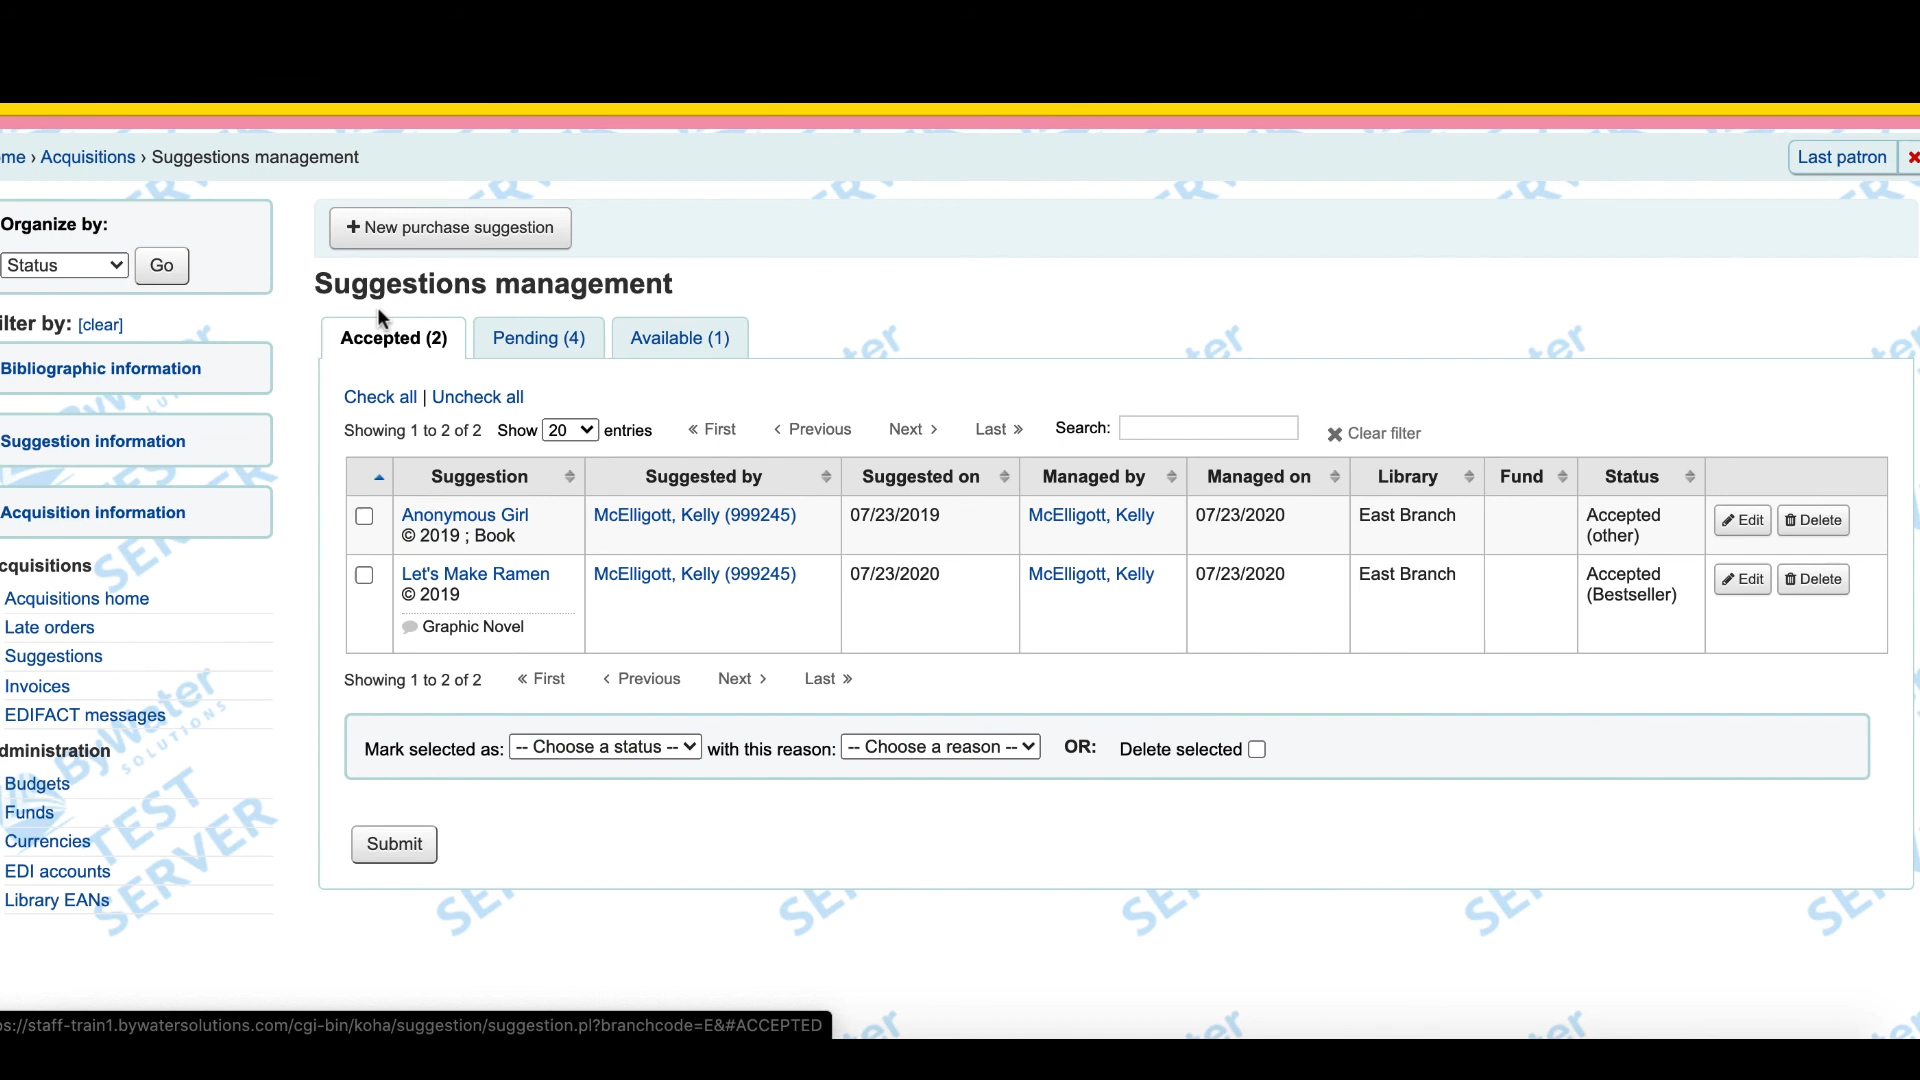 me › Acquisitions › Suggestions management
Last patron
Organize by:
Status
Go
ilter by: [clear]
Bibliographic information
Suggestion information
Acquisition information
cquisitions
Acquisitions home
Late orders
Suggestions
Invoices
EDIFACT messages
dministration
Budgets
Funds
Currencies
EDI accounts
Library EANs
+ New purchase suggestion
Suggestions management
Accepted (2) Pending (4) Available (1)
Check all | Uncheck all
Showing 1 to 2 of 2 Show 20 entries « First ‹ Previous Next › Last » Search: Clear filter
Suggestion Suggested by Suggested on Managed by Managed on Library Fund Status
Anonymous Girl McElligott, Kelly (999245) 07/23/2019 McElligott, Kelly 07/23/2020 East Branch Accepted Edit Delete
© 2019 ; Book (other)
Let's Make Ramen McElligott, Kelly (999245) 07/23/2020 McElligott, Kelly 07/23/2020 East Branch Accepted Edit Delete
© 2019 (Bestseller)
Graphic Novel
Showing 1 to 2 of 2 « First ‹ Previous Next › Last »
Mark selected as: -- Choose a status -- with this reason: -- Choose a reason -- OR: Delete selected
Submit
ByWater
SOLUTIONS
TEST
SERVER
os://staff-train1.bywatersolutions.com/cgi-bin/koha/suggestion/suggestion.pl?branchcode=E&#ACCEPTED